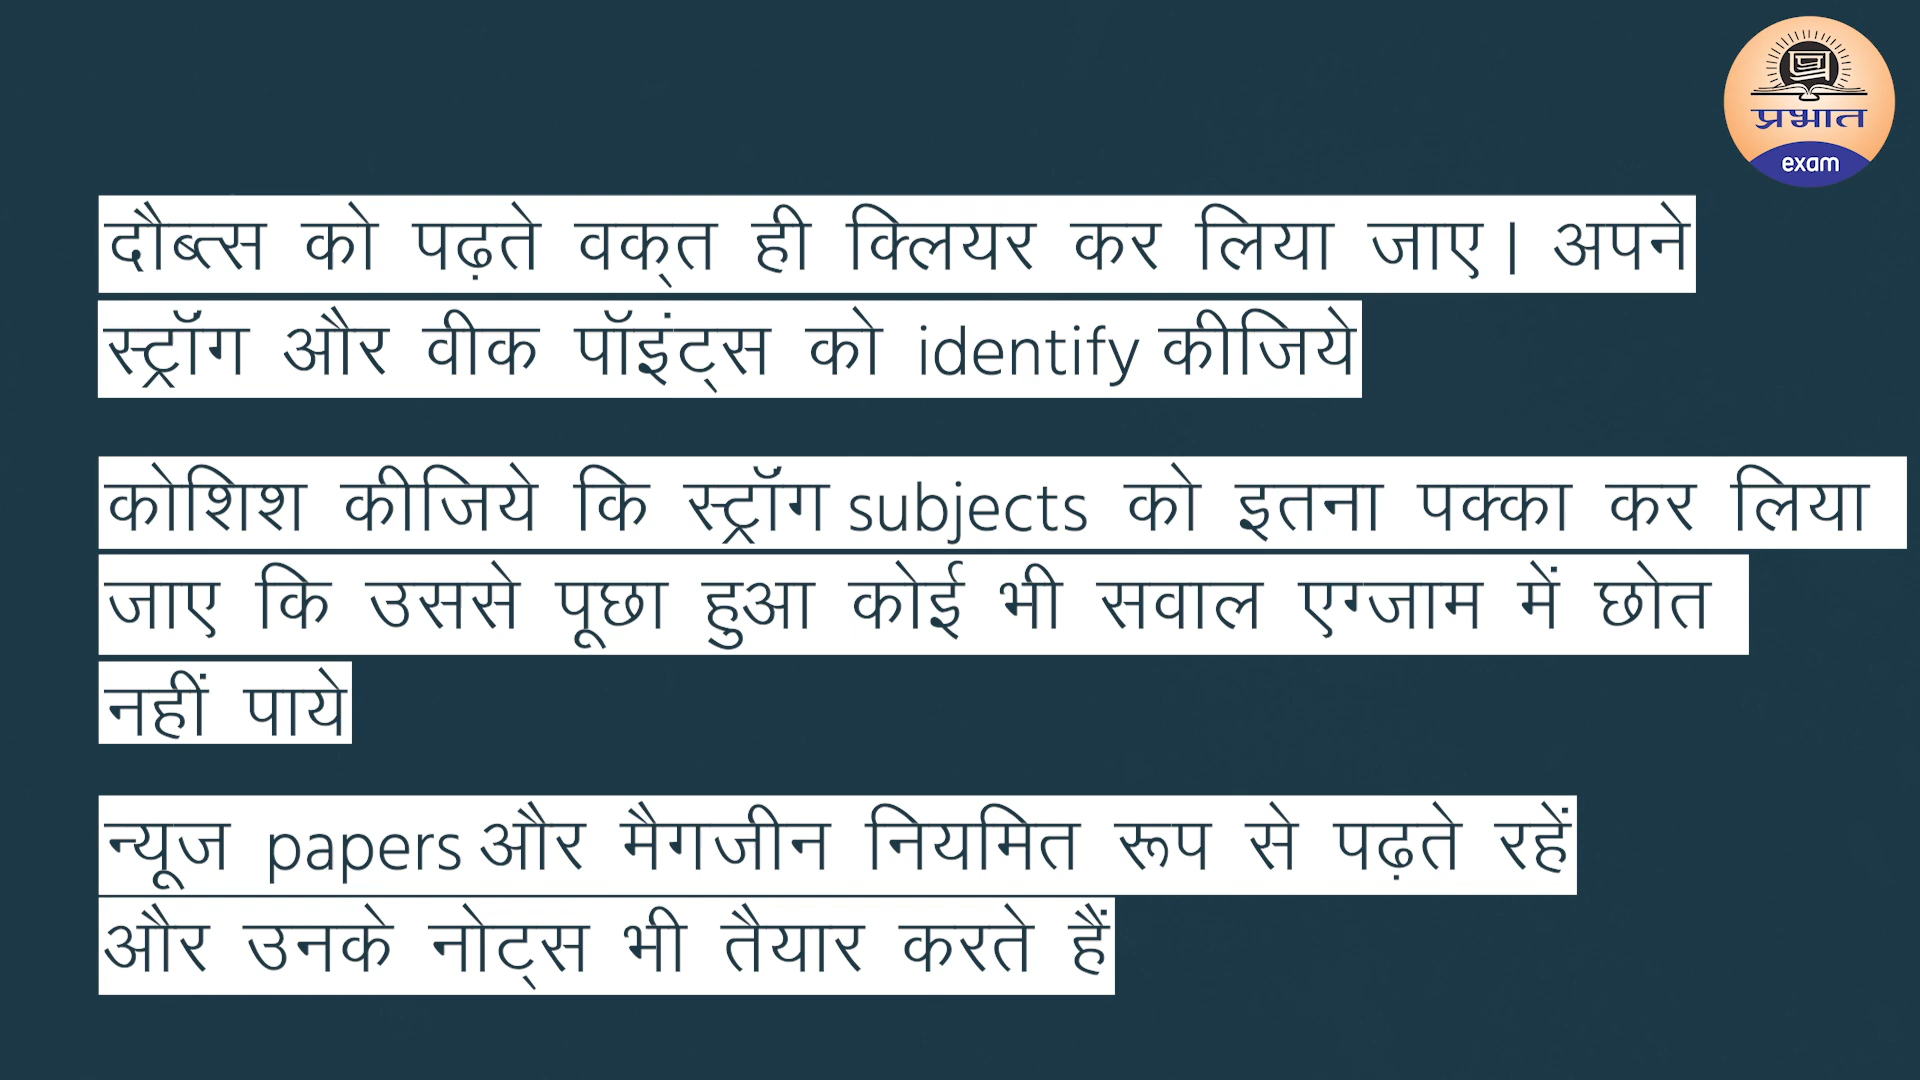 प्रभात
exam
दौब्त्स को पढ़ते वक्त ही क्लियर कर लिया जाए। अपने
स्ट्रॉंग और वीक पॉइंट्स को identify कीजिये
कोशिश कीजिये कि स्ट्रॉग subjects को इतना पक्का कर लिया
जाए कि उससे पूछा हुआ कोई भी सवाल एग्जाम में छोत
नहीं पाये
न्यूज papers और मैगजीन नियमित रूप से पढ़ते रहें
और उनके नोट्स भी तैयार करते हैं